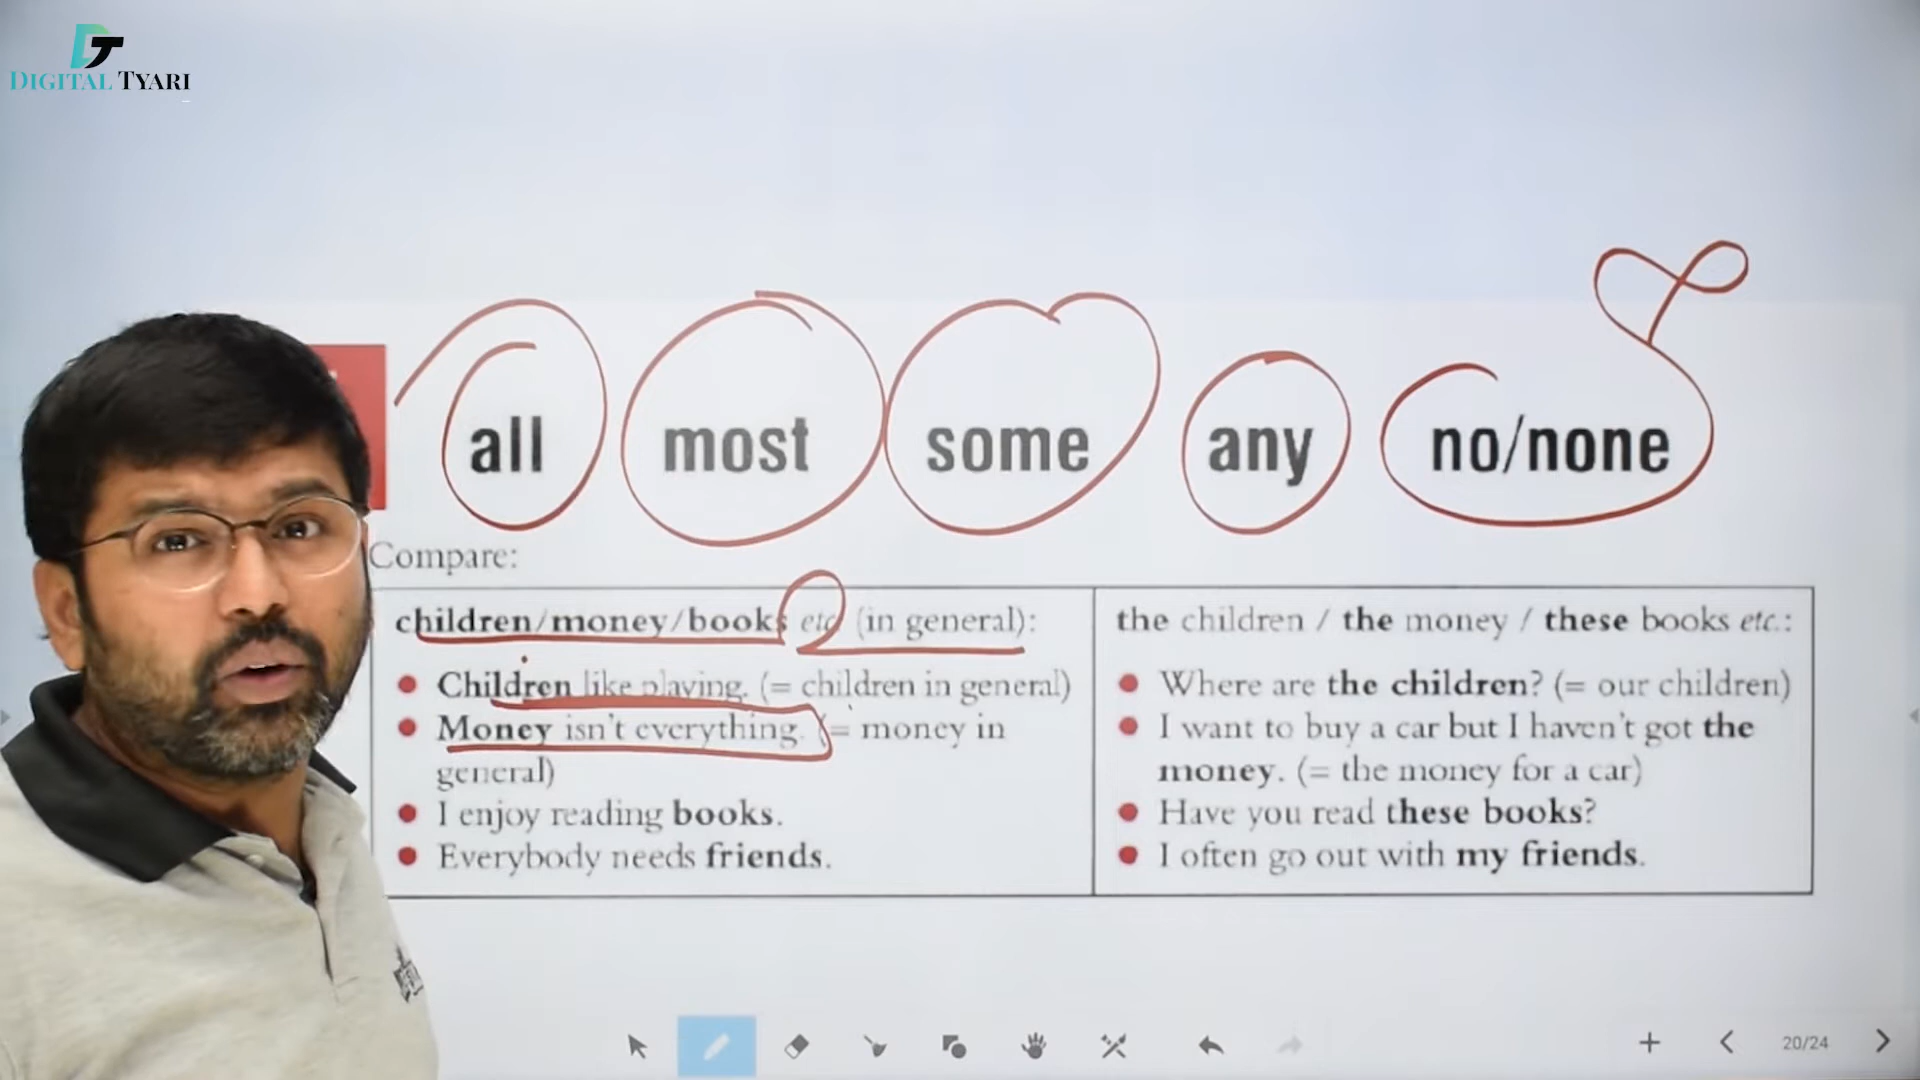 DIGITAL TYARI
all most some any no/none
Compare:
children/money/books etc. (in general):
Children like playing. (= children in general)
Money isn't everything. (= money in
general)
I enjoy reading books.
Everybody needs friends.
the children / the money / these books etc.:
Where are the children? (= our children)
I want to buy a car but I haven't got the
money. (= the money for a car)
Have you read these books?
I often go out with my friends.
20/24